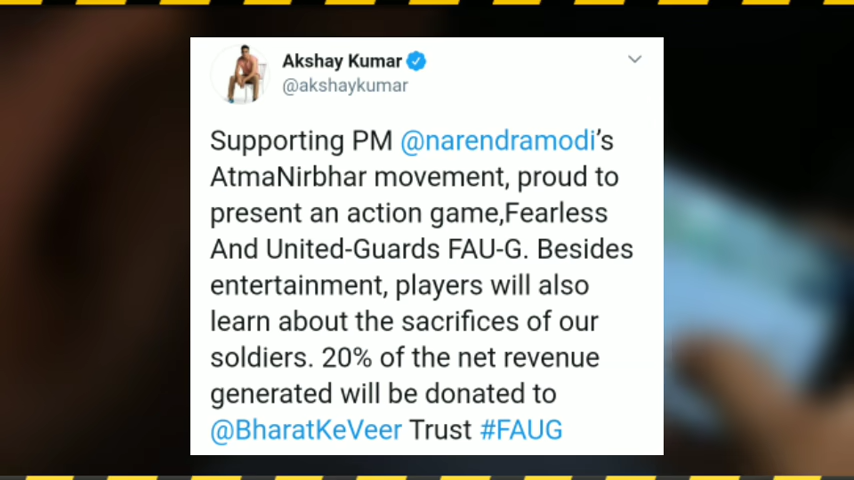 Akshay Kumar
@akshaykumar
Supporting PM @narendramodi's
AtmaNirbhar movement, proud to
present an action game,Fearless
And United-Guards FAU-G. Besides
entertainment, players will also
learn about the sacrifices of our
soldiers. 20% of the net revenue
generated will be donated to
@BharatKeVeer Trust #FAUG